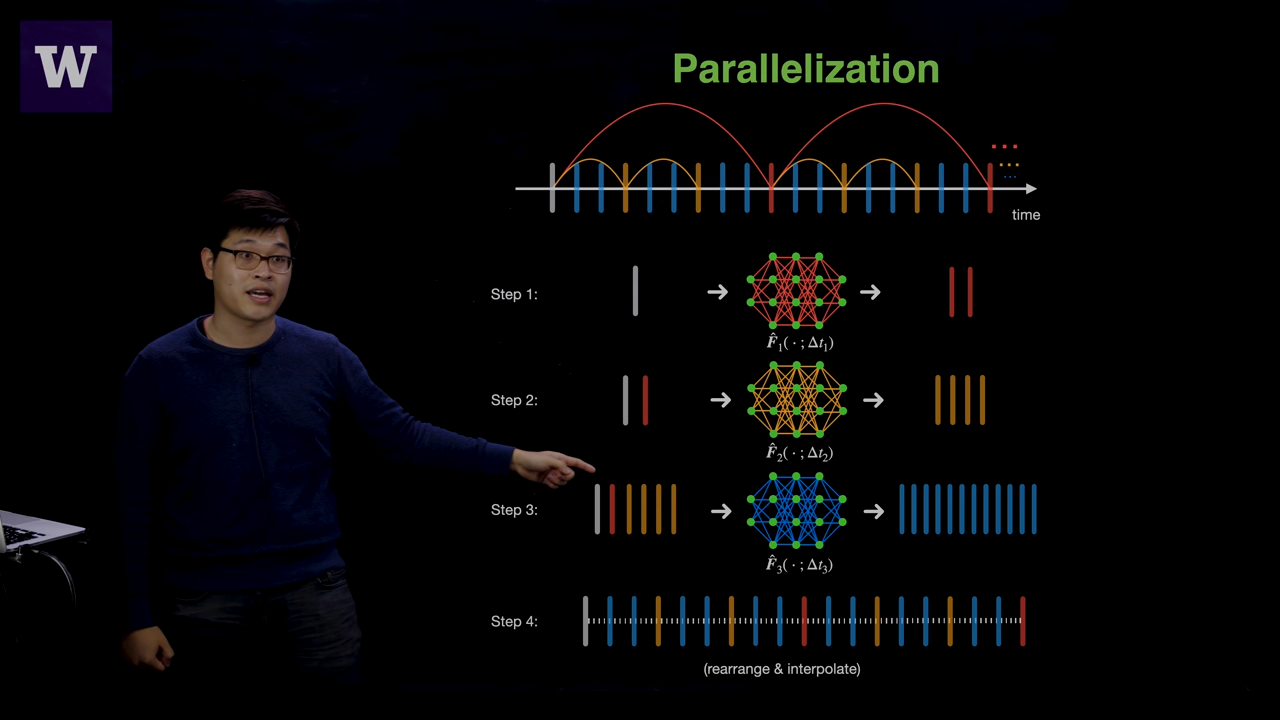 W
Parallelization
time
Step 1:
F̂₁( · ; Δt₁)
Step 2:
F̂₂( · ; Δt₂)
Step 3:
F̂₃( · ; Δt₃)
Step 4:
(rearrange & interpolate)